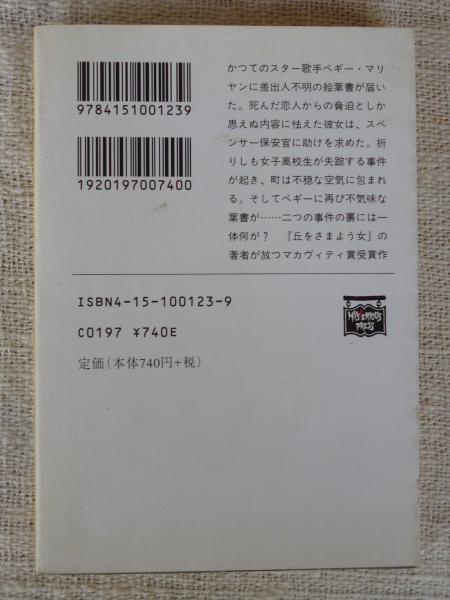 9784151001239
1920197007400
かつてのスター歌手ペギー・マリ
ヤンに差出人不明の絵葉書が届い
た。死んだ恋人からの脅迫としか
思えぬ内容に怯えた彼女は、スペ
ンサー保安官に助けを求めた。折
りしも女子高校生が失踪する事件
が起き、町は不穏な空気に包まれ
る。そしてペギーに再び不気味な
葉書が……二つの事件の裏には一
体何が？　『丘をさまよう女』の
著者が放つマカヴィティ賞受賞作
ISBN4-15-100123-9
C0197 ¥740E
定価(本体740円+税)
MYSTERIOUS
PRESS